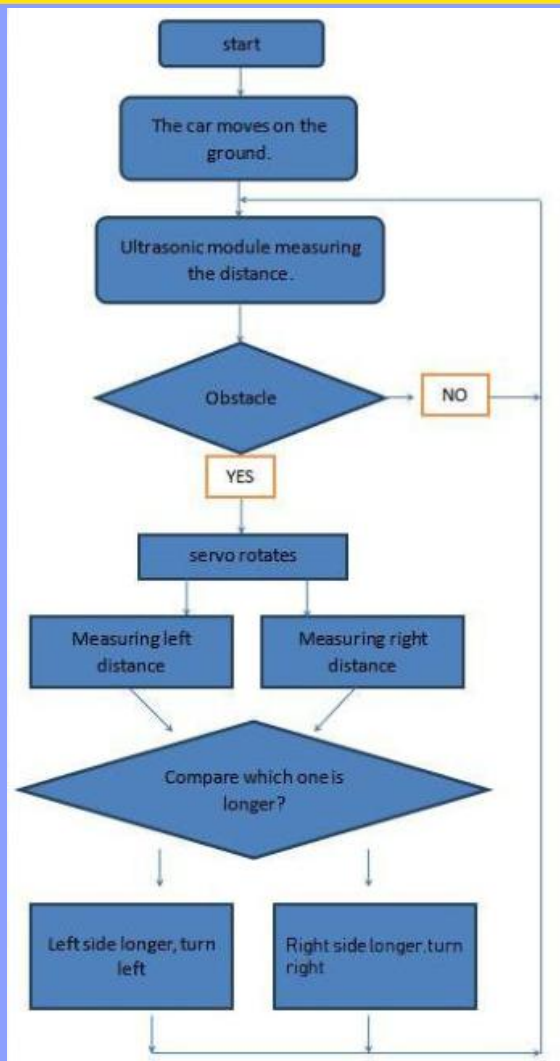 start
The car moves on the
ground.
Ultrasonic module measuring
the distance.
Obstacle
NO
YES
servo rotates
Measuring left
distance
Measuring right
distance
Compare which one is
longer?
Left side longer, turn
left
Right side longer.turn
right